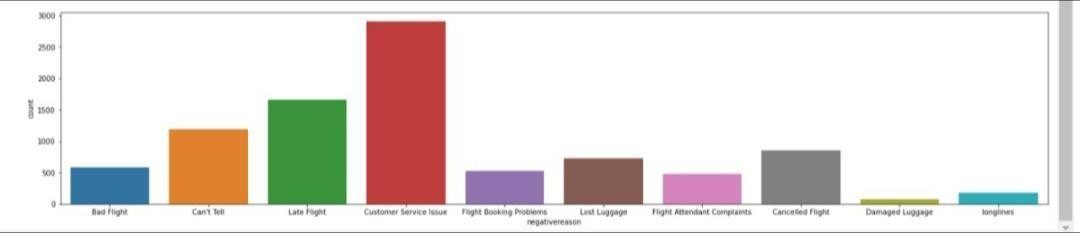 3000
2500
2000
1500
1000
500
0
count
Bad Flight Can't Tell Late Flight Customer Service Issue Flight Booking Problems Lost Luggage Flight Attendant Complaints Cancelled Flight Damaged Luggage longlines
negativereason